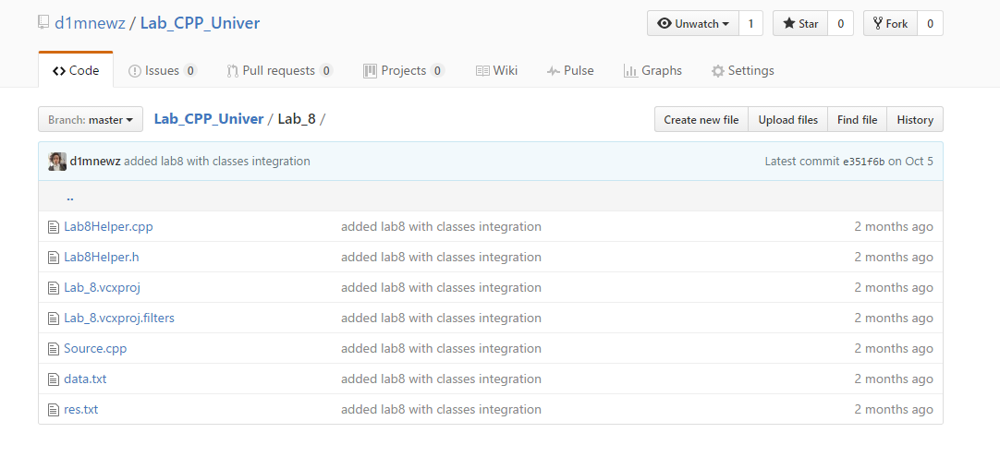 d1mnewz / Lab_CPP_Univer Unwatch 1 Star 0 Fork 0
Code Issues 0 Pull requests 0 Projects 0 Wiki Pulse Graphs Settings
Branch: master Lab_CPP_Univer / Lab_8 / Create new file Upload files Find file History
d1mnewz added lab8 with classes integration Latest commit e351f6b on Oct 5
..
Lab8Helper.cpp added lab8 with classes integration 2 months ago
Lab8Helper.h added lab8 with classes integration 2 months ago
Lab_8.vcxproj added lab8 with classes integration 2 months ago
Lab_8.vcxproj.filters added lab8 with classes integration 2 months ago
Source.cpp added lab8 with classes integration 2 months ago
data.txt added lab8 with classes integration 2 months ago
res.txt added lab8 with classes integration 2 months ago